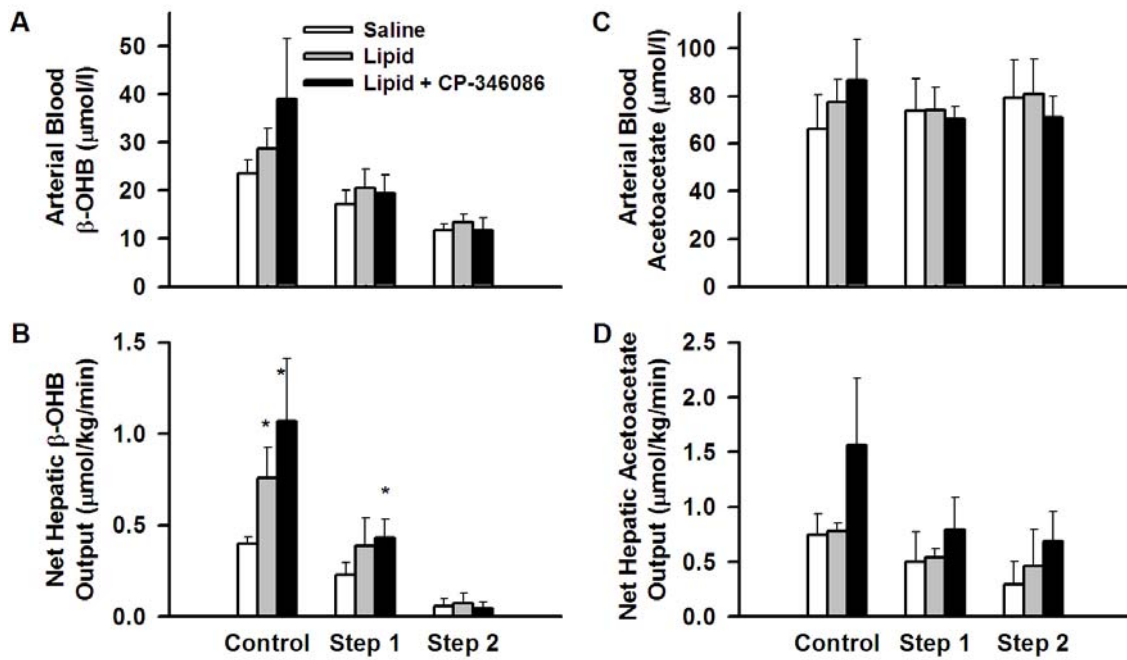 A
Arterial Blood
β-OHB (μmol/l)
50
40
30
20
10
0
Saline
Lipid
Lipid + CP-346086
C
Arterial Blood
Acetoacetate (μmol/l)
100
80
60
40
20
0
B
Net Hepatic β-OHB
Output (μmol/kg/min)
1.5
1.0
0.5
0.0
*
*
*
Control Step 1 Step 2
D
Net Hepatic Acetoacetate
Output (μmol/kg/min)
2.5
2.0
1.5
1.0
0.5
0.0
Control Step 1 Step 2